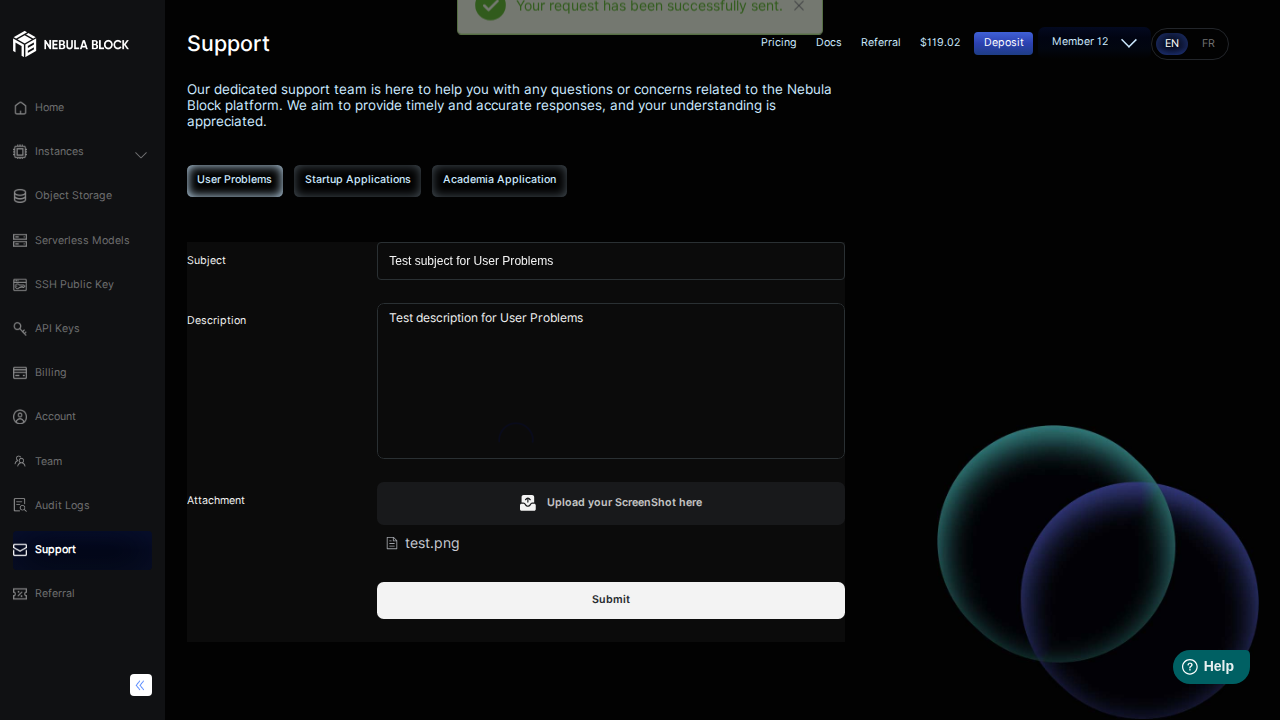 Your request has been successfully sent.
NEBULA BLOCK
Support
Pricing
Docs
Referral
$119.02
Deposit
Member 12
EN
FR
Our dedicated support team is here to help you with any questions or concerns related to the Nebula
Block platform. We aim to provide timely and accurate responses, and your understanding is
appreciated.
Home
Instances
Object Storage
Serverless Models
SSH Public Key
API Keys
Billing
Account
Team
Audit Logs
Support
Referral
User Problems
Startup Applications
Academia Application
Subject
Test subject for User Problems
Description
Test description for User Problems
Attachment
Upload your ScreenShot here
test.png
Submit
Help